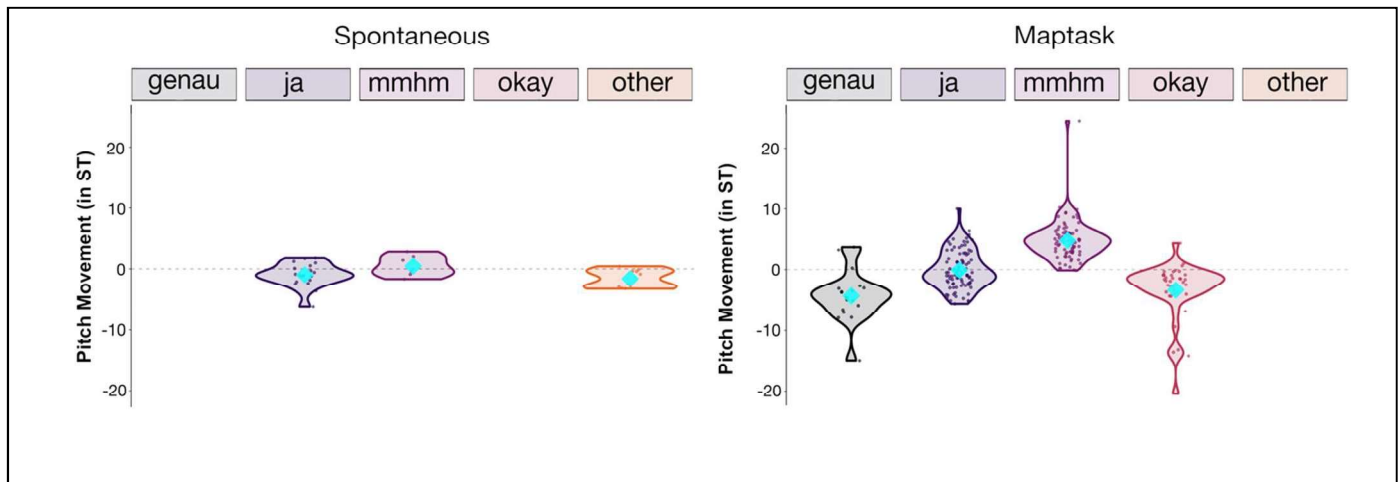 Spontaneous
genau ja mmhm okay other
Pitch Movement (in ST)
20
10
0
-10
-20
Maptask
genau ja mmhm okay other
Pitch Movement (in ST)
20
10
0
-10
-20